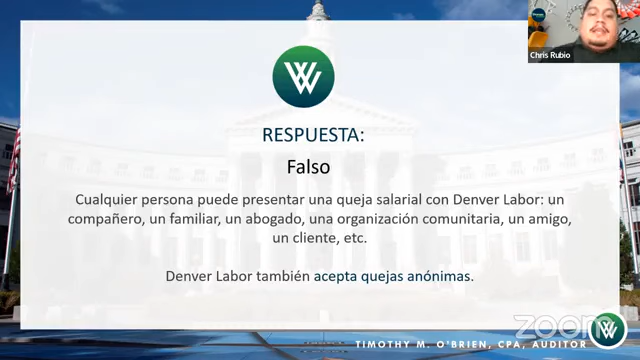 Chris Rubio
RESPUESTA:
Falso
Cualquier persona puede presentar una queja salarial con Denver Labor: un
compañero, un familiar, un abogado, una organización comunitaria, un amigo,
un cliente, etc.
Denver Labor también acepta quejas anónimas.
zoom
TIMOTHY M. O'BRIEN, CPA, AUDITOR